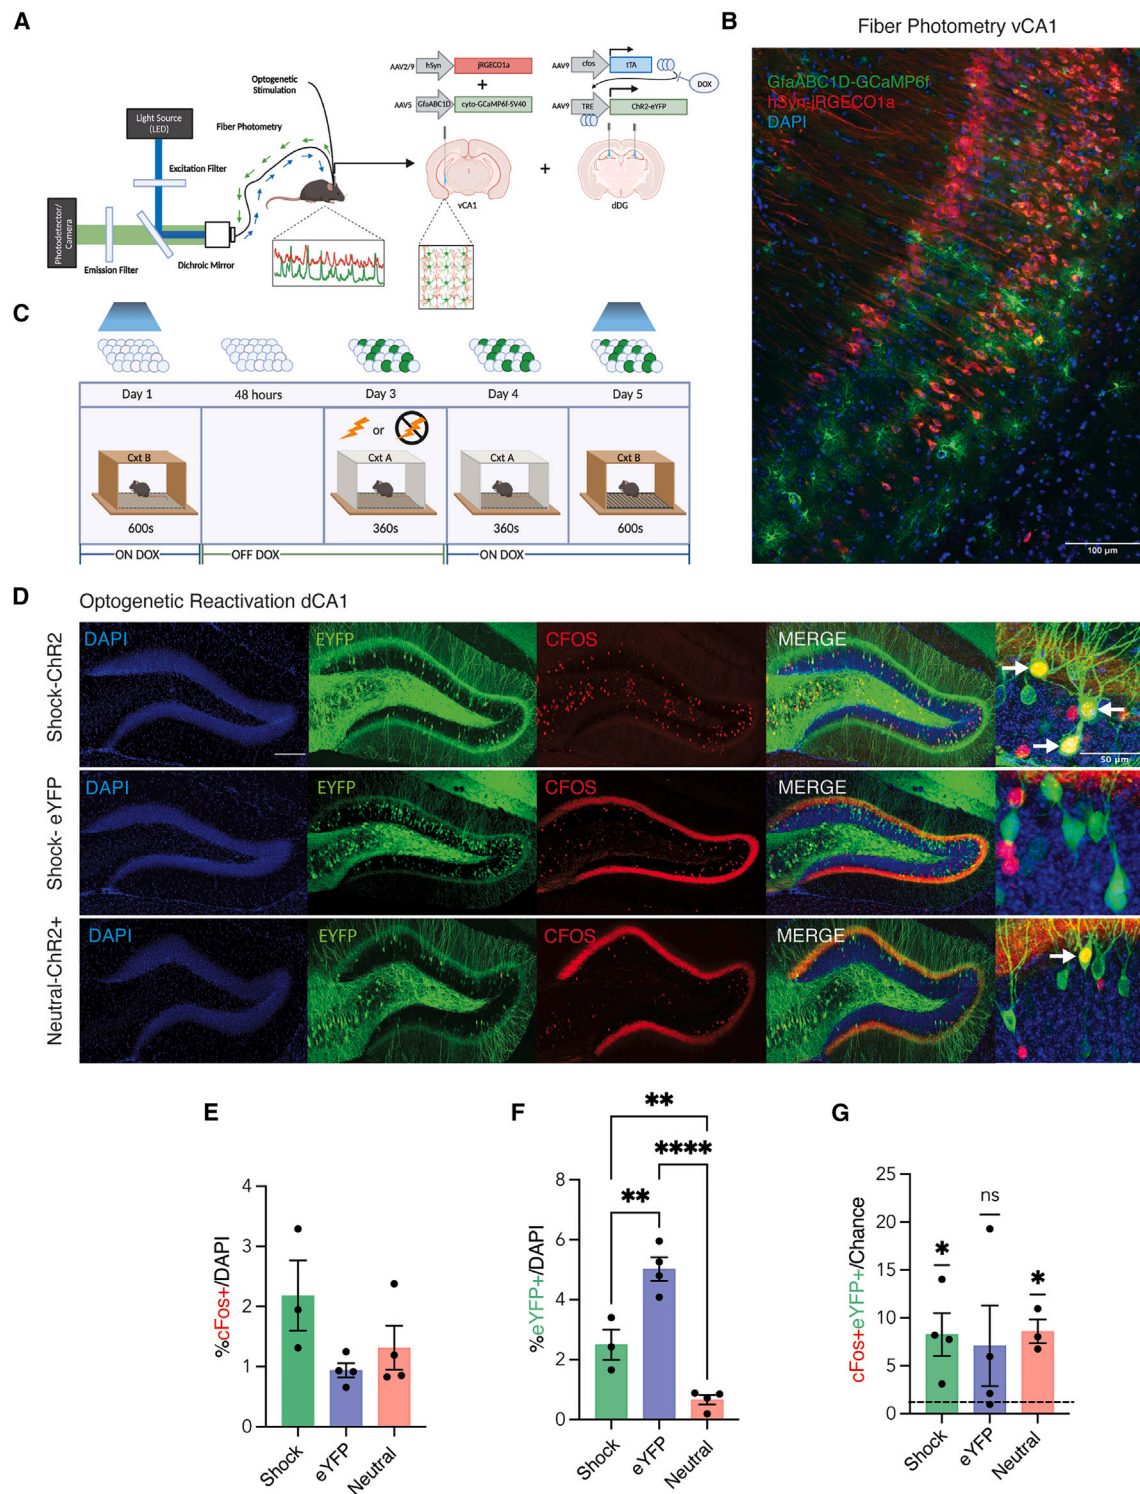 A
Optogenetic
Stimulation
Fiber Photometry
Light Source
(LED)
Excitation Filter
Photodetector/
Camera
Emission Filter
Dichroic Mirror
AAV2/9
hSyn
jRGECO1a
+
AAV5
GfaABC1D
cyto-GCaMP6f-SV40
vCA1
+
AAV9
cfos
tTA
DOX
AAV9
TRE
ChR2-eYFP
dDG
B
Fiber Photometry vCA1
GfaABC1D-GCaMP6f
hSyn-jRGECO1a
DAPI
100 µm
C
Day 1
48 hours
Day 3
Day 4
Day 5
or
Cxt B
Cxt A
Cxt A
Cxt B
600s
360s
360s
600s
ON DOX
OFF DOX
ON DOX
D
Optogenetic Reactivation dCA1
Shock-ChR2
DAPI
EYFP
CFOS
MERGE
50 µm
Shock- eYFP
DAPI
EYFP
CFOS
MERGE
Neutral-ChR2+
DAPI
EYFP
CFOS
MERGE
E
%cFos+/DAPI
4
3
2
1
0
Shock
eYFP
Neutral
F
**
****
**
%eYFP+/DAPI
8
6
4
2
0
Shock
eYFP
Neutral
G
cFos+eYFP+/Chance
25
20
15
10
5
0
*
ns
*
Shock
eYFP
Neutral